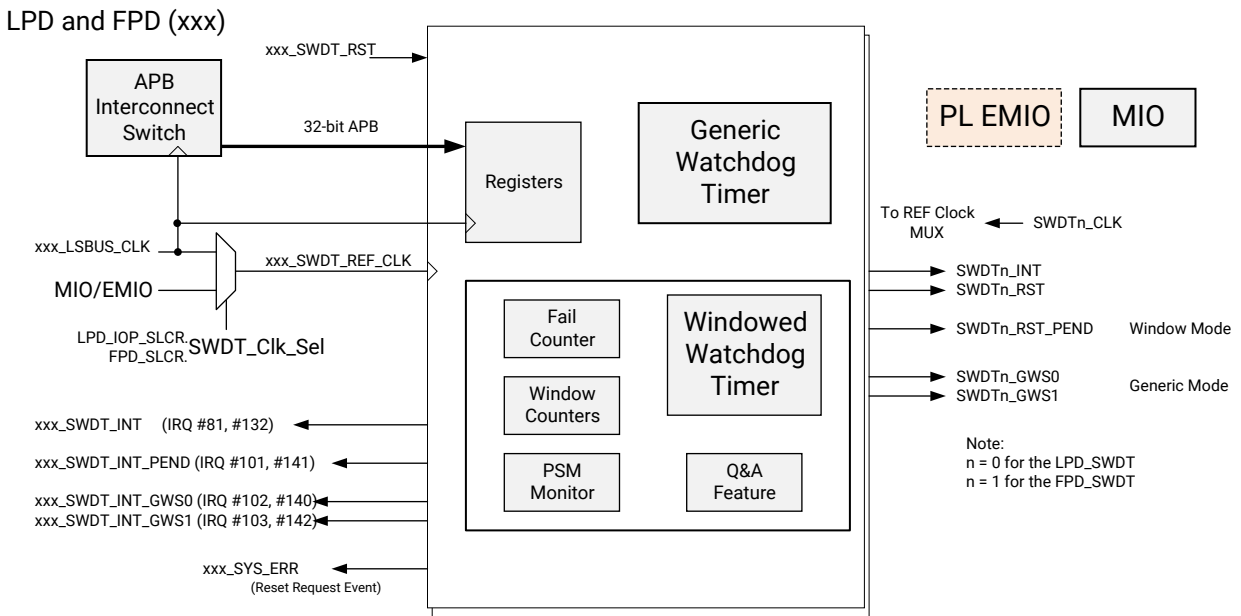 LPD and FPD (xxx)
xxx_SWDT_RST
APB
Interconnect
Switch
32-bit APB
Registers
Generic
Watchdog
Timer
PL EMIO
MIO
To REF Clock
MUX
SWDTn_CLK
xxx_LSBUS_CLK
xxx_SWDT_REF_CLK
MIO/EMIO
LPD_IOP_SLCR.
FPD_SLCR.
SWDT_Clk_Sel
Fail
Counter
Windowed
Watchdog
Timer
Window
Counters
PSM
Monitor
Q&A
Feature
SWDTn_INT
SWDTn_RST
SWDTn_RST_PEND Window Mode
SWDTn_GWS0
SWDTn_GWS1
Generic Mode
Note:
n = 0 for the LPD_SWDT
n = 1 for the FPD_SWDT
xxx_SWDT_INT (IRQ #81, #132)
xxx_SWDT_INT_PEND (IRQ #101, #141)
xxx_SWDT_INT_GWS0 (IRQ #102, #140)
xxx_SWDT_INT_GWS1 (IRQ #103, #142)
xxx_SYS_ERR
(Reset Request Event)